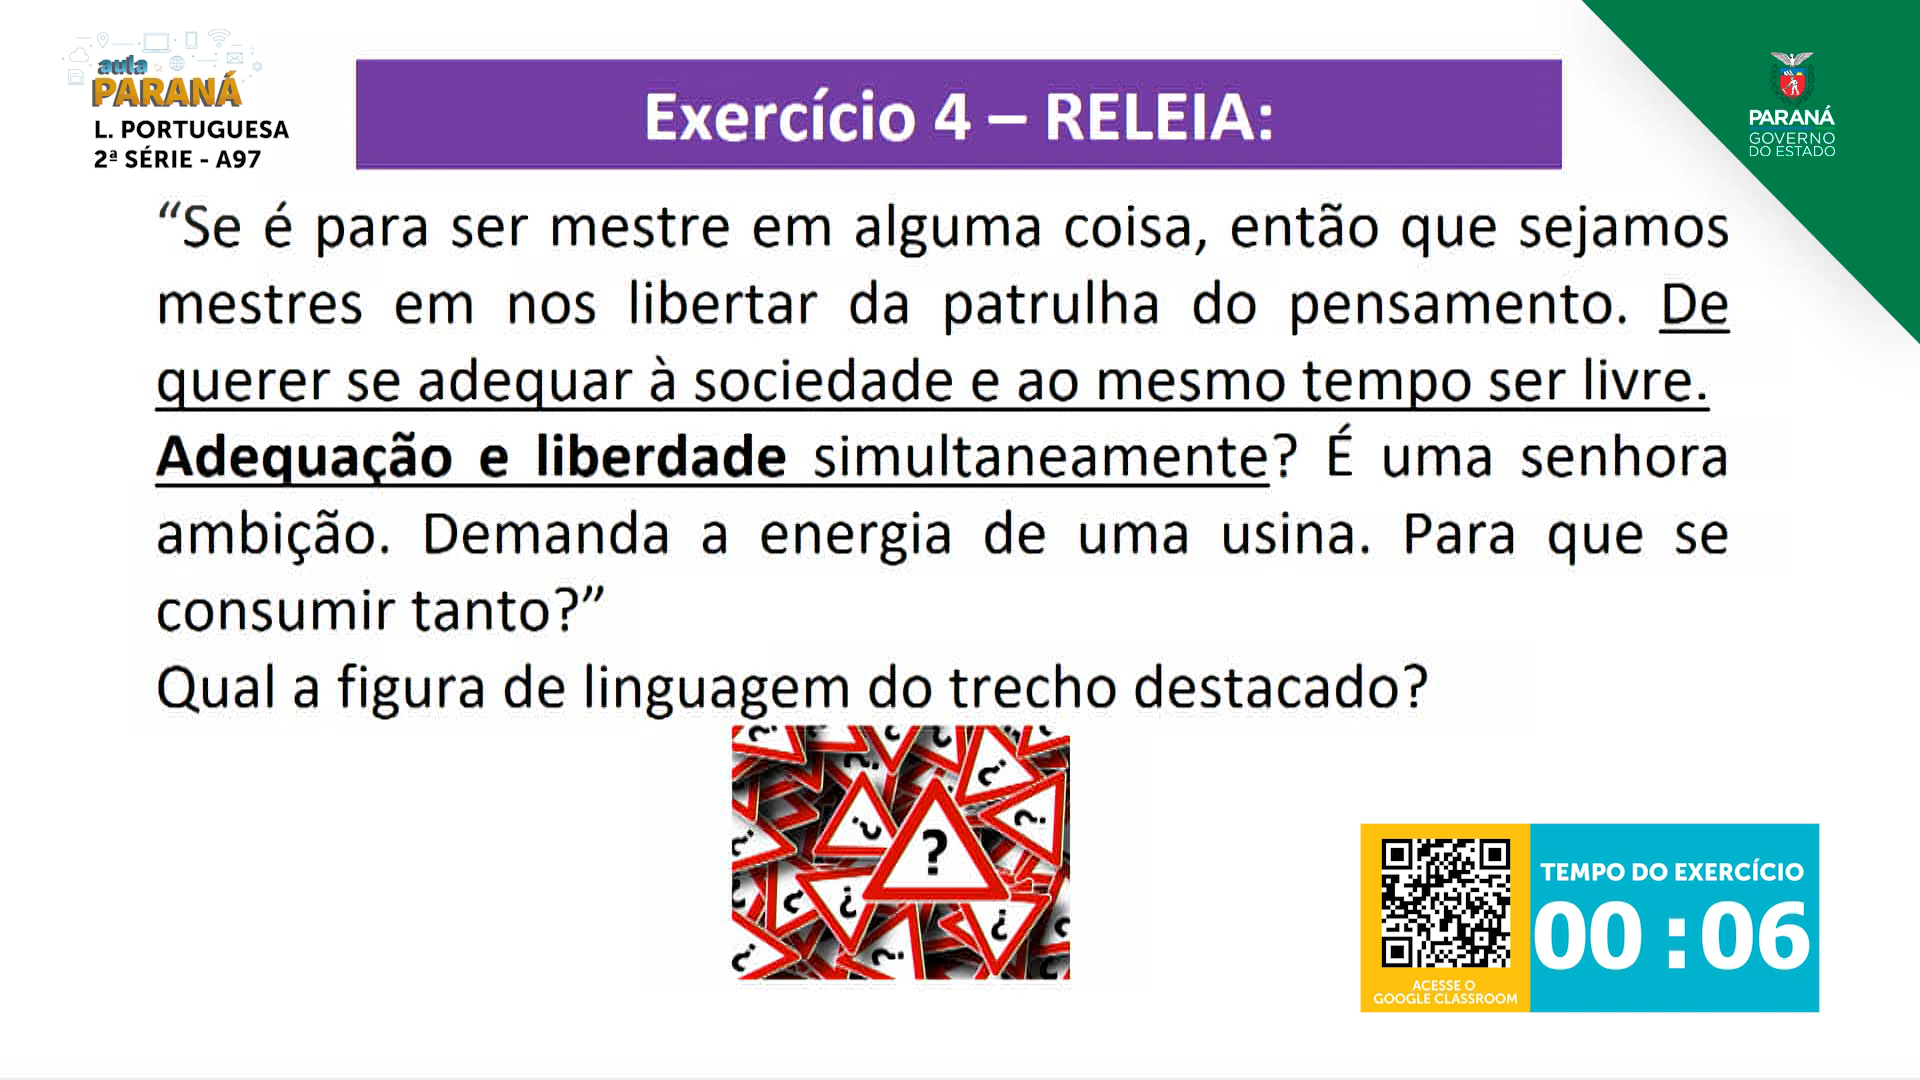 aula
PARANÁ
L. PORTUGUESA
2ª SÉRIE - A97
Exercício 4 – RELEIA:
PARANÁ
GOVERNO
DO ESTADO
“Se é para ser mestre em alguma coisa, então que sejamos
mestres em nos libertar da patrulha do pensamento. De
querer se adequar à sociedade e ao mesmo tempo ser livre.
Adequação e liberdade simultaneamente? É uma senhora
ambição. Demanda a energia de uma usina. Para que se
consumir tanto?”
Qual a figura de linguagem do trecho destacado?
?
TEMPO DO EXERCÍCIO
00 :06
ACESSE O
GOOGLE CLASSROOM